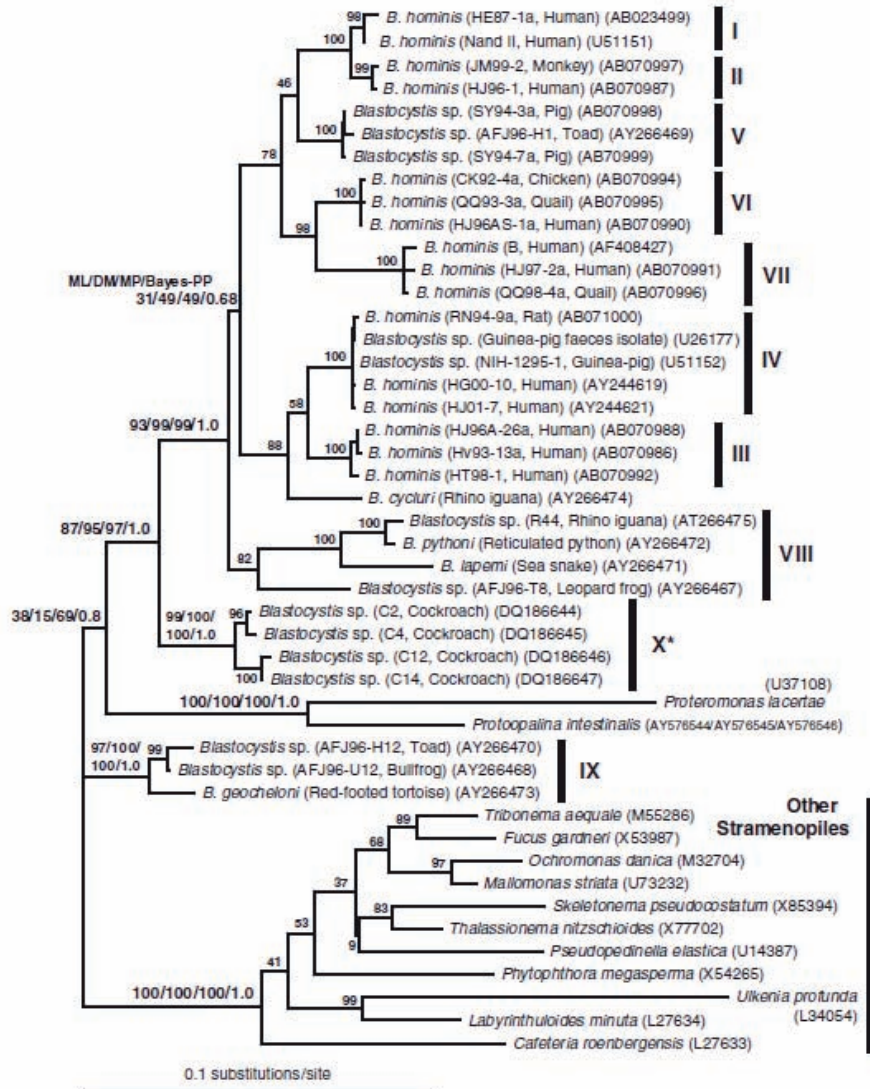 98 B. hominis (HE87-1a, Human) (AB023499)
B. hominis (Nand II, Human) (U51151)
I
100
99 B. hominis (JM99-2, Monkey) (AB070997)
B. hominis (HJ96-1, Human) (AB070987)
II
46
Blastocystis sp. (SY94-3a, Pig) (AB070998)
100 Blastocystis sp. (AFJ96-H1, Toad) (AY266469)
Blastocystis sp. (SY94-7a, Pig) (AB70999)
V
78
B. hominis (CK92-4a, Chicken) (AB070994)
100 B. hominis (QQ93-3a, Quail) (AB070995)
B. hominis (HJ96AS-1a, Human) (AB070990)
VI
98
B. hominis (B, Human) (AF408427)
100 B. hominis (HJ97-2a, Human) (AB070991)
B. hominis (QQ98-4a, Quail) (AB070996)
VII
ML/DM/MP/Bayes-PP
31/49/49/0.68
B. hominis (RN94-9a, Rat) (AB071000)
Blastocystis sp. (Guinea-pig faeces isolate) (U26177)
100 Blastocystis sp. (NIH-1295-1, Guinea-pig) (U51152)
B. hominis (HG00-10, Human) (AY244619)
B. hominis (HJ01-7, Human) (AY244621)
IV
58
93/99/99/1.0
88
B. hominis (HJ96A-26a, Human) (AB070988)
100 B. hominis (Hv93-13a, Human) (AB070986)
B. hominis (HT98-1, Human) (AB070992)
III
B. cycluri (Rhino iguana) (AY266474)
87/95/97/1.0
100 Blastocystis sp. (R44, Rhino iguana) (AT266475)
100 B. pythoni (Reticulated python) (AY266472)
B. lapemi (Sea snake) (AY266471)
82
Blastocystis sp. (AFJ96-T8, Leopard frog) (AY266467)
VIII
38/15/69/0.8
99/100/
100/1.0
96 Blastocystis sp. (C2, Cockroach) (DQ186644)
Blastocystis sp. (C4, Cockroach) (DQ186645)
Blastocystis sp. (C12, Cockroach) (DQ186646)
100 Blastocystis sp. (C14, Cockroach) (DQ186647)
X*
(U37108)
100/100/100/1.0
Proteromonas lacertae
Protoopalina intestinalis (AY576544/AY576545/AY576546)
97/100/
100/1.0
99 Blastocystis sp. (AFJ96-H12, Toad) (AY266470)
Blastocystis sp. (AFJ96-U12, Bullfrog) (AY266468)
B. geocheloni (Red-footed tortoise) (AY266473)
IX
Other
Stramenopiles
89 Tribonema aequale (M55286)
Fucus gardneri (X53987)
68
97 Ochromonas danica (M32704)
Mallomonas striata (U73232)
37
83 Skeletonema pseudocostatum (X85394)
Thalassionema nitzschioides (X77702)
9 Pseudopedinella elastica (U14387)
53
Phytophthora megasperma (X54265)
41
99 Ulkenia profunda
(L34054)
Labyrinthuloides minuta (L27634)
100/100/100/1.0
Cafeteria roenbergensis (L27633)
0.1 substitutions/site